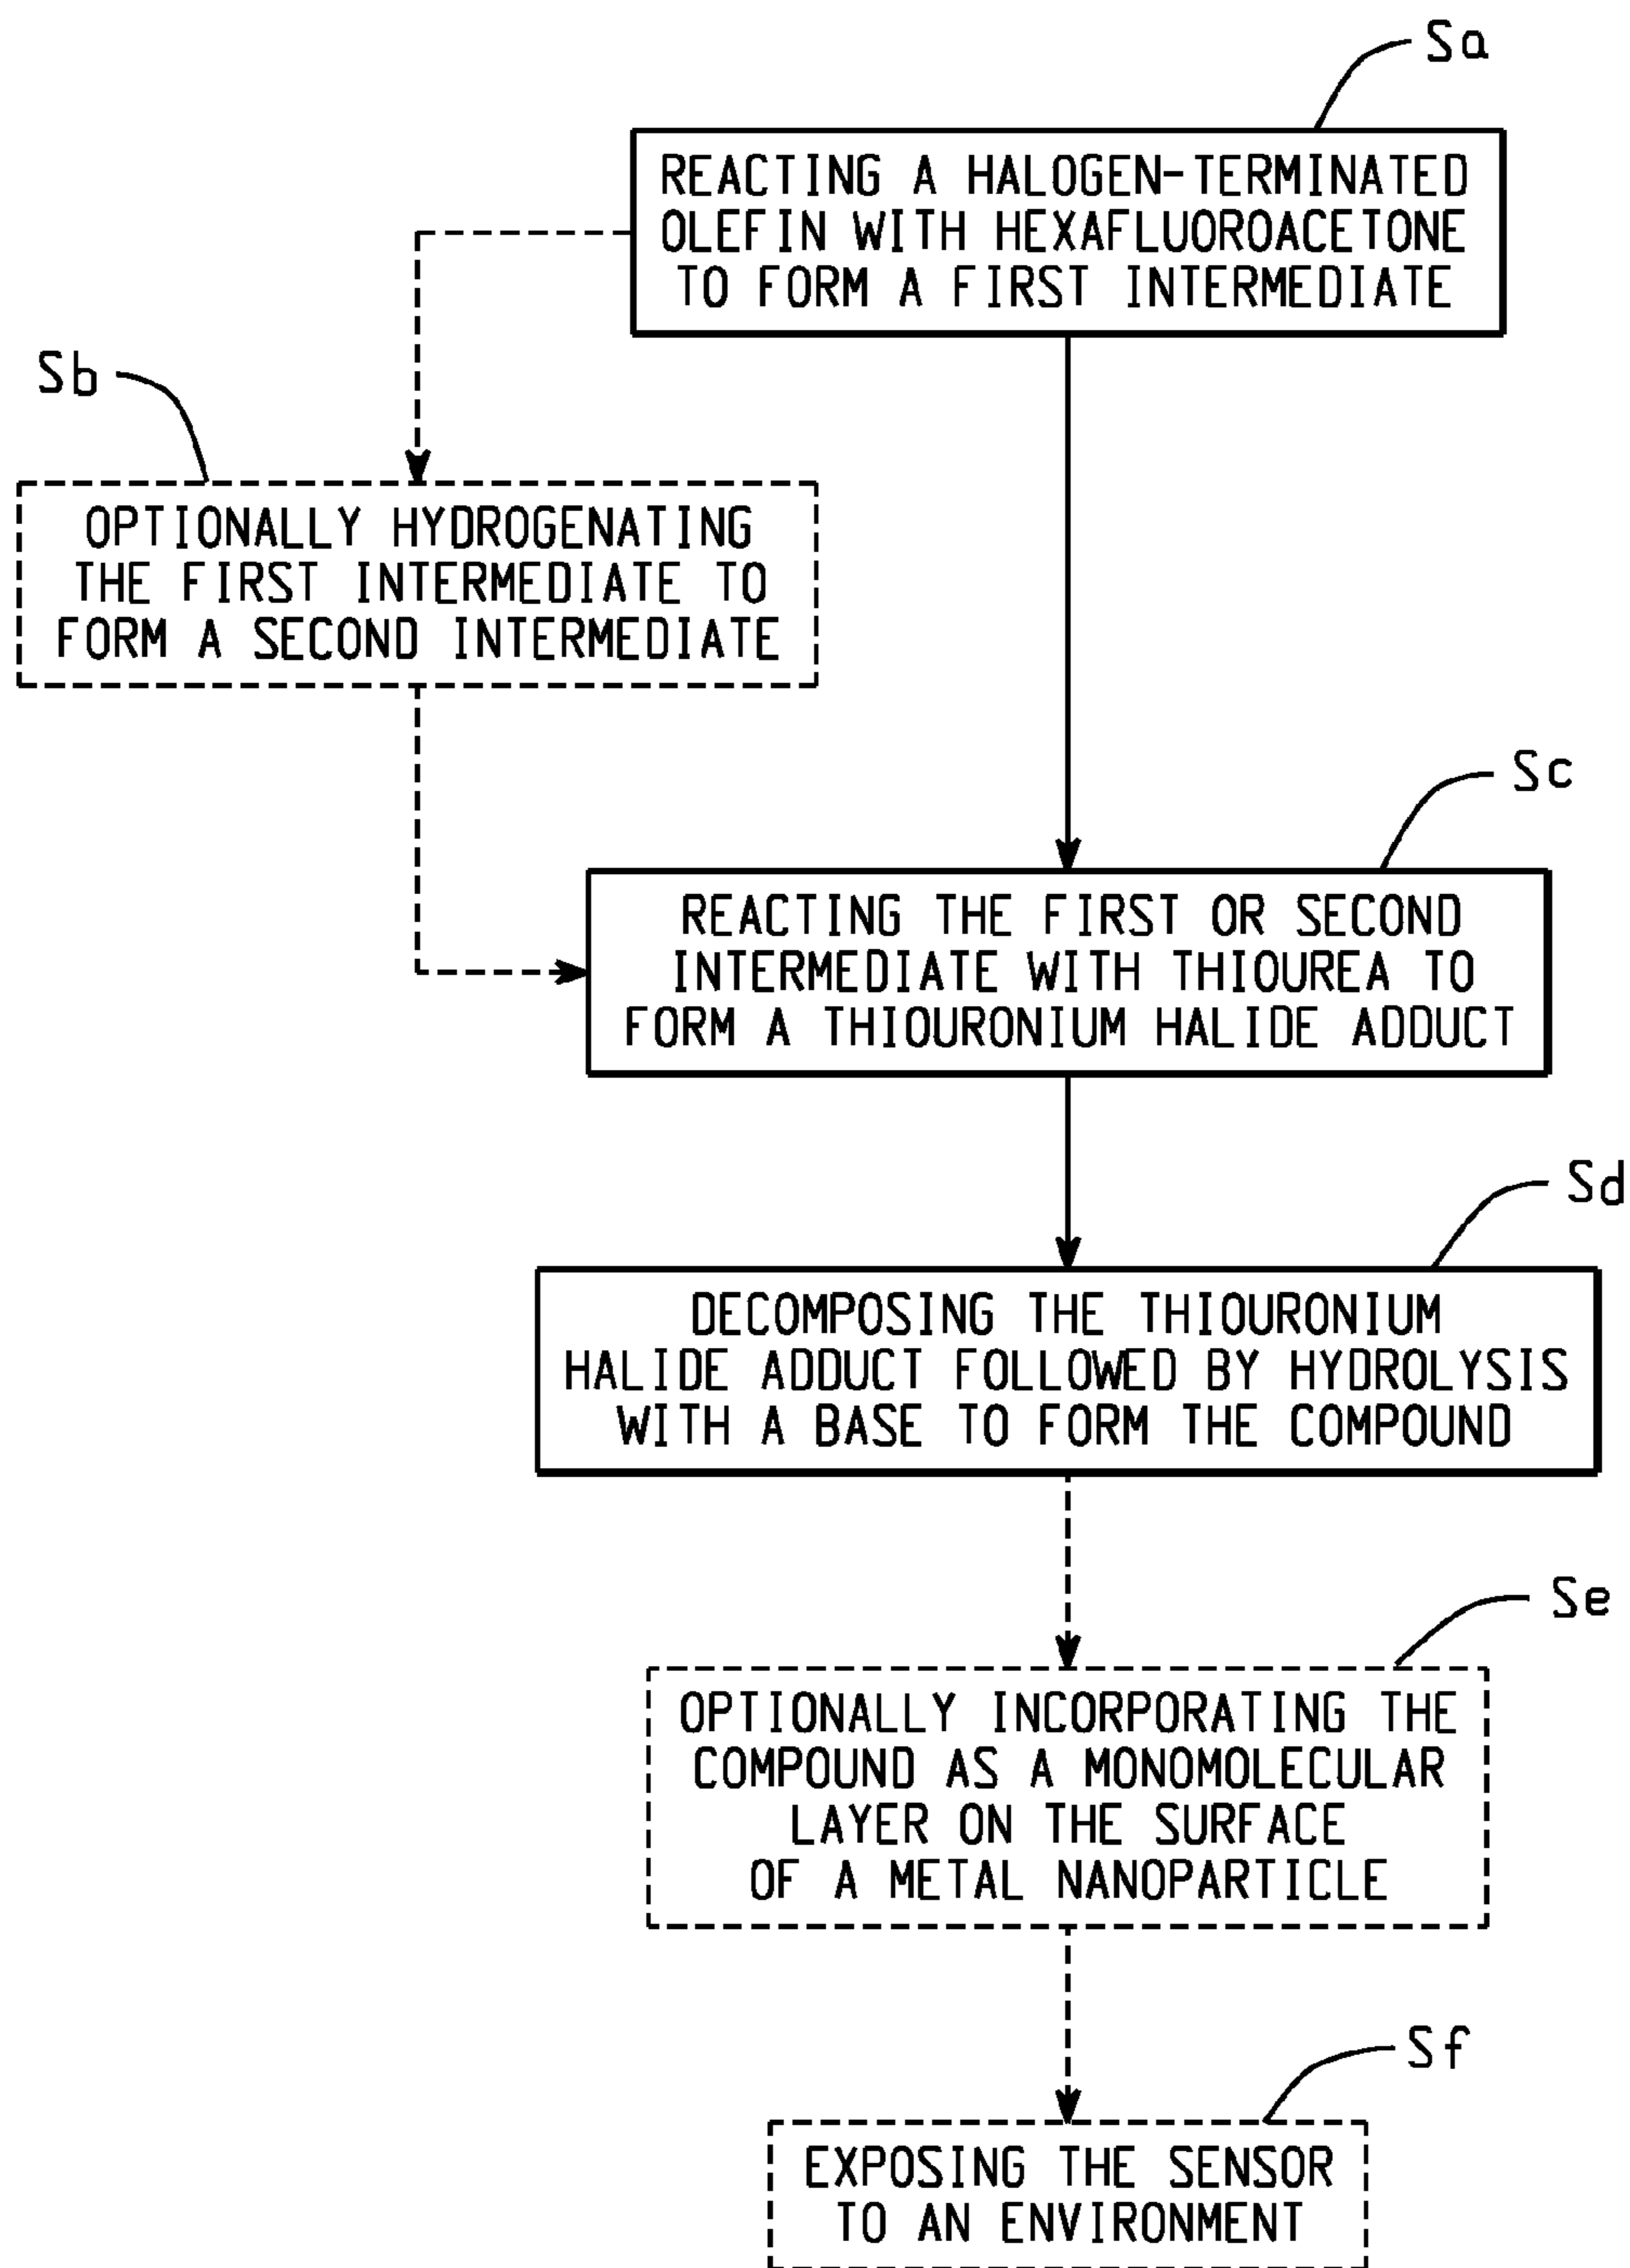 Sa
REACTING A HALOGEN-TERMINATED
OLEFIN WITH HEXAFLUOROACETONE
TO FORM A FIRST INTERMEDIATE
Sb
OPTIONALLY HYDROGENATING
THE FIRST INTERMEDIATE TO
FORM A SECOND INTERMEDIATE
Sc
REACTING THE FIRST OR SECOND
INTERMEDIATE WITH THIOUREA TO
FORM A THIOURONIUM HALIDE ADDUCT
Sd
DECOMPOSING THE THIOURONIUM
HALIDE ADDUCT FOLLOWED BY HYDROLYSIS
WITH A BASE TO FORM THE COMPOUND
Se
OPTIONALLY INCORPORATING THE
COMPOUND AS A MONOMOLECULAR
LAYER ON THE SURFACE
OF A METAL NANOPARTICLE
Sf
EXPOSING THE SENSOR
TO AN ENVIRONMENT